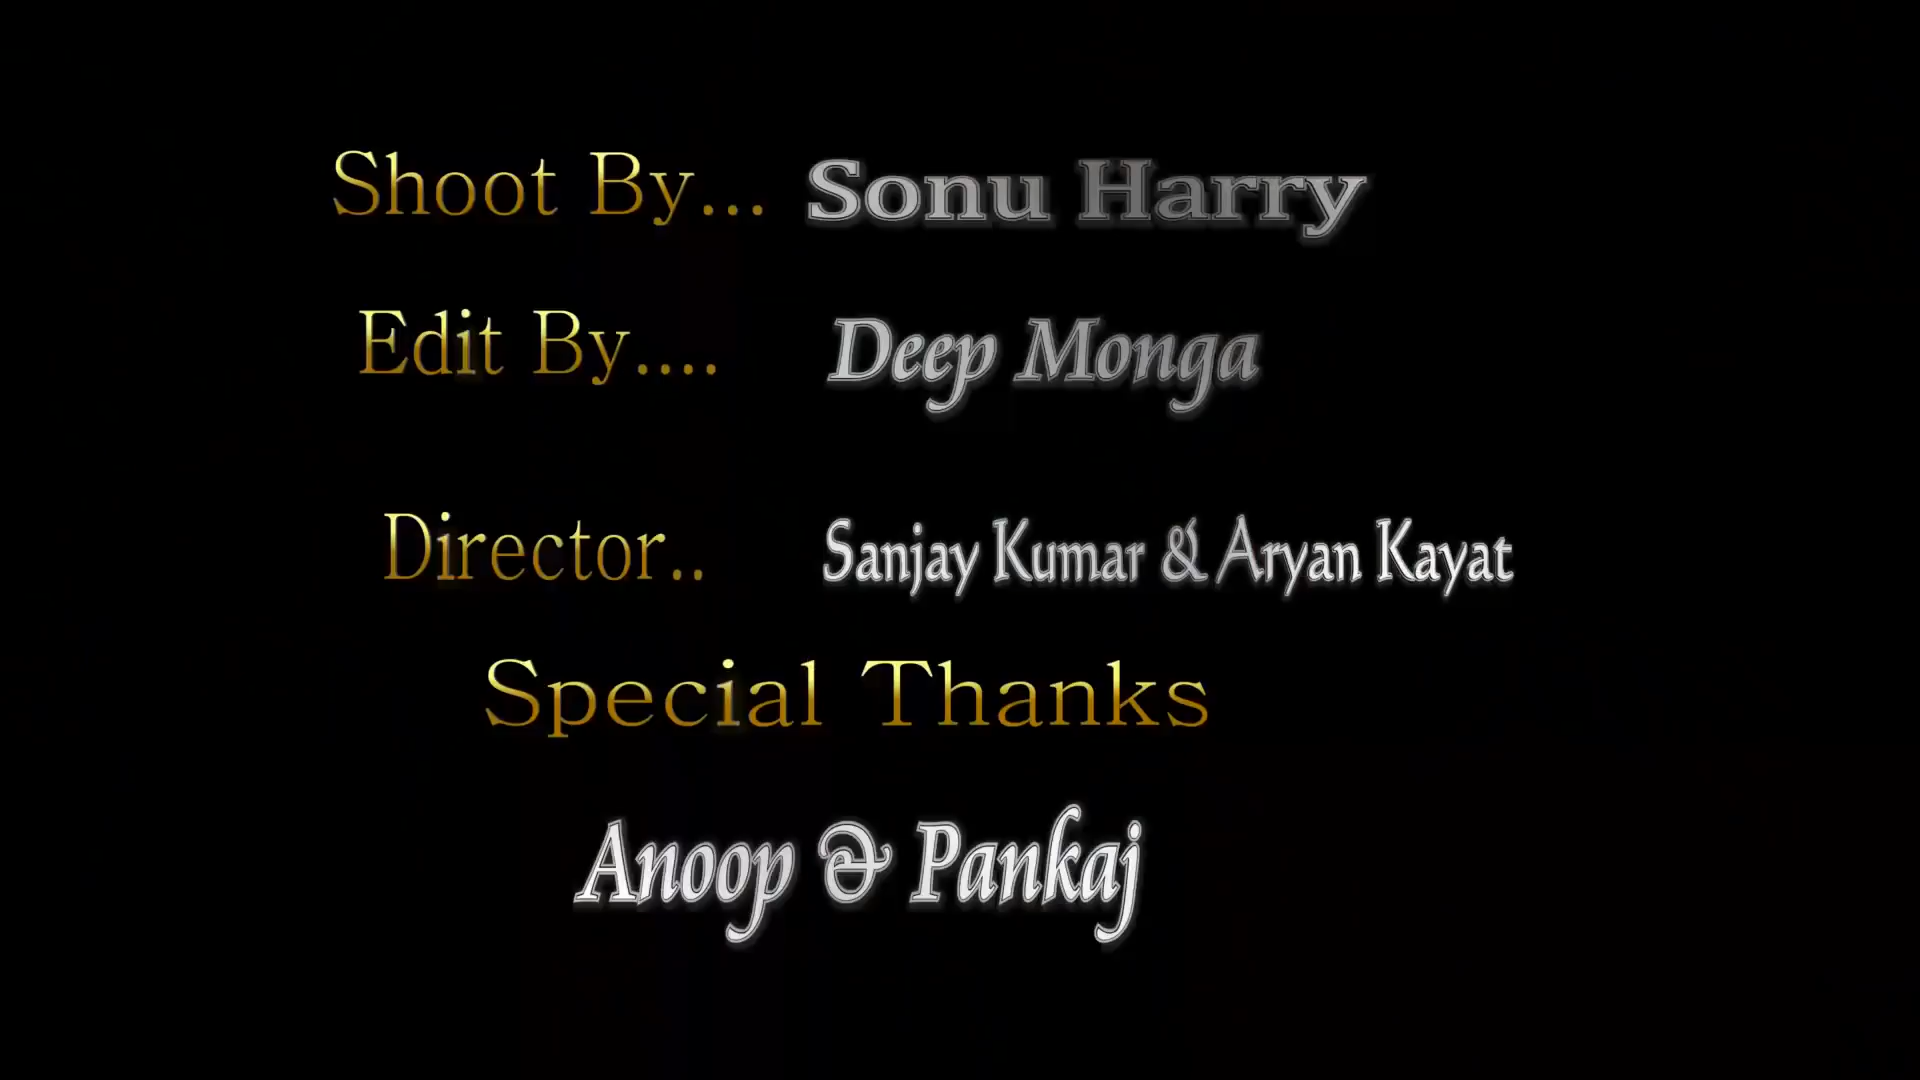 Shoot By... Sonu Harry
Edit By.... Deep Monga
Director.. Sanjay Kumar & Aryan Kayat
Special Thanks
Anoop & Pankaj